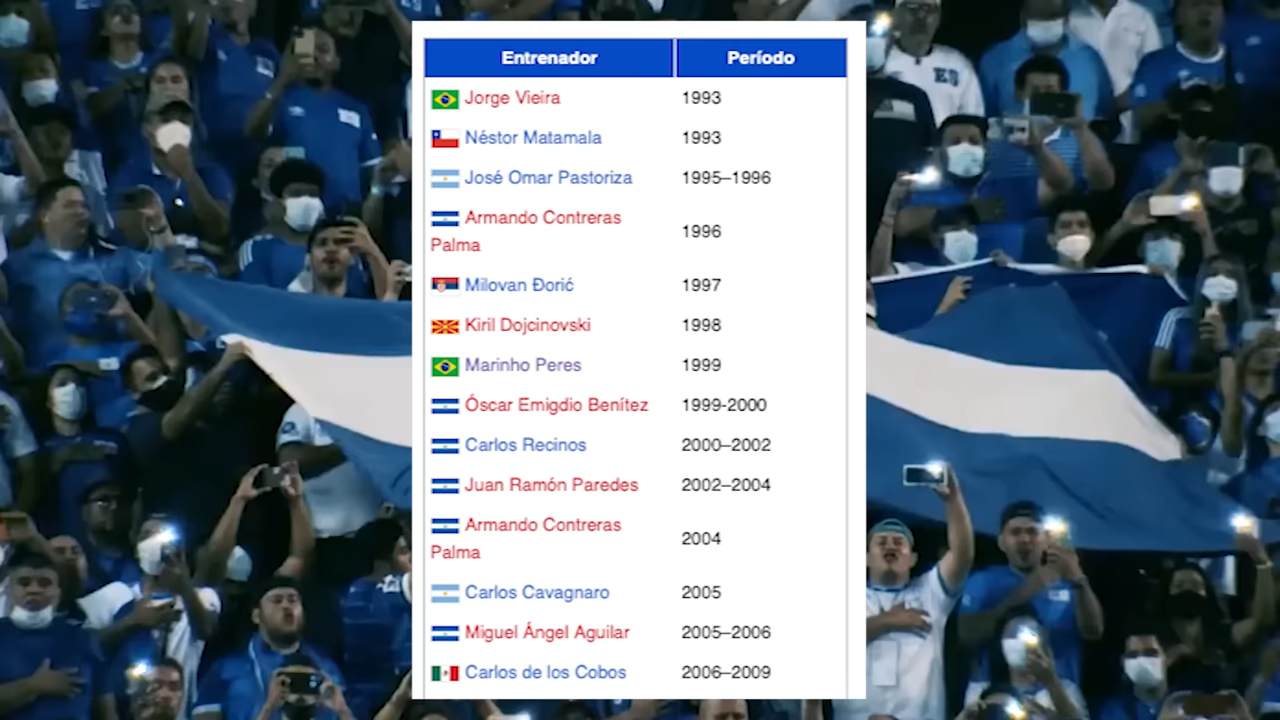 Entrenador Período
Jorge Vieira 1993
Néstor Matamala 1993
José Omar Pastoriza 1995–1996
Armando Contreras
Palma 1996
Milovan Đorić 1997
Kiril Dojcinovski 1998
Marinho Peres 1999
Óscar Emigdio Benítez 1999-2000
Carlos Recinos 2000–2002
Juan Ramón Paredes 2002–2004
Armando Contreras
Palma 2004
Carlos Cavagnaro 2005
Miguel Ángel Aguilar 2005–2006
Carlos de los Cobos 2006–2009